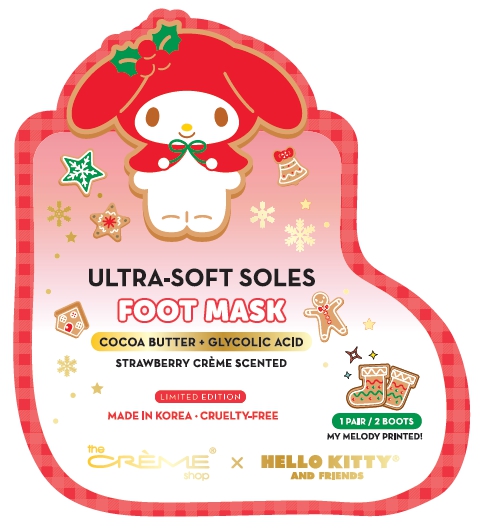 ULTRA-SOFT SOLES
FOOT MASK
COCOA BUTTER + GLYCOLIC ACID
STRAWBERRY CRÈME SCENTED
LIMITED EDITION
MADE IN KOREA • CRUELTY-FREE
1 PAIR / 2 BOOTS
MY MELODY PRINTED!
the
CRÈME®
shop
×
HELLO KITTY®
AND FRIENDS